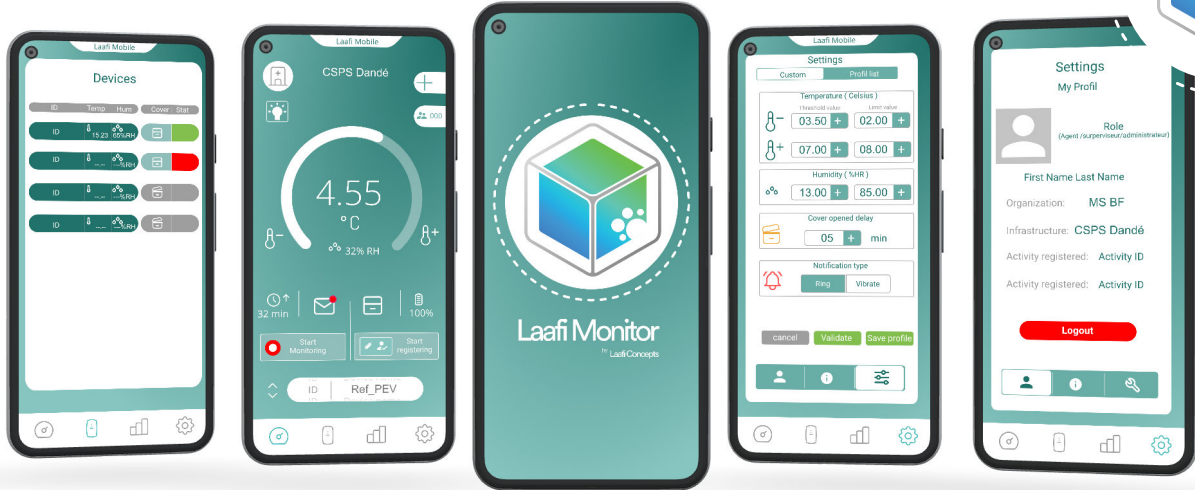 Laafi Mobile
Devices
ID Temp Hum Cover Stat
ID 15.23 65%RH
ID --.-- ---%RH
ID --.-- ---%RH
ID --.-- ---%RH
Laafi Mobile
CSPS Dandé
000
4.55
°C
32% RH
32 min
100%
Start
Monitoring
Start
registering
ID Ref_PEV
Laafi Monitor
by LaafiConcepts
Laafi Mobile
Settings
Custom Profil list
Temperature ( Celsius )
Threshold value Limit value
03.50 + 02.00 +
07.00 + 08.00 +
Humidity ( %HR )
13.00 + 85.00 +
Cover opened delay
05 + min
Notification type
Ring Vibrate
cancel Validate Save profile
Settings
My Profil
Role
(Agent /surperviseur/administrateur)
First Name Last Name
Organization: MS BF
Infrastructure: CSPS Dandé
Activity registered: Activity ID
Activity registered: Activity ID
Logout